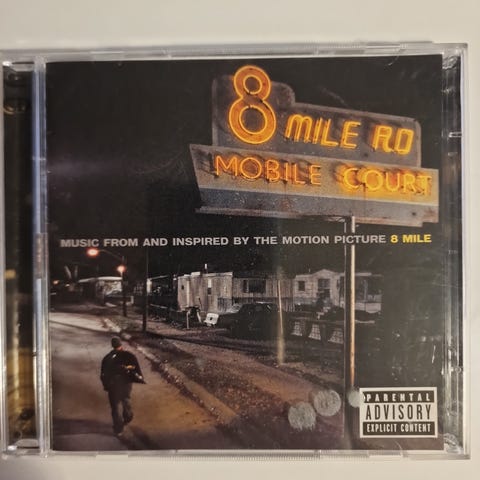 8 MILE RD
MOBILE COURT
MUSIC FROM AND INSPIRED BY THE MOTION PICTURE 8 MILE
PARENTAL
ADVISORY
EXPLICIT CONTENT